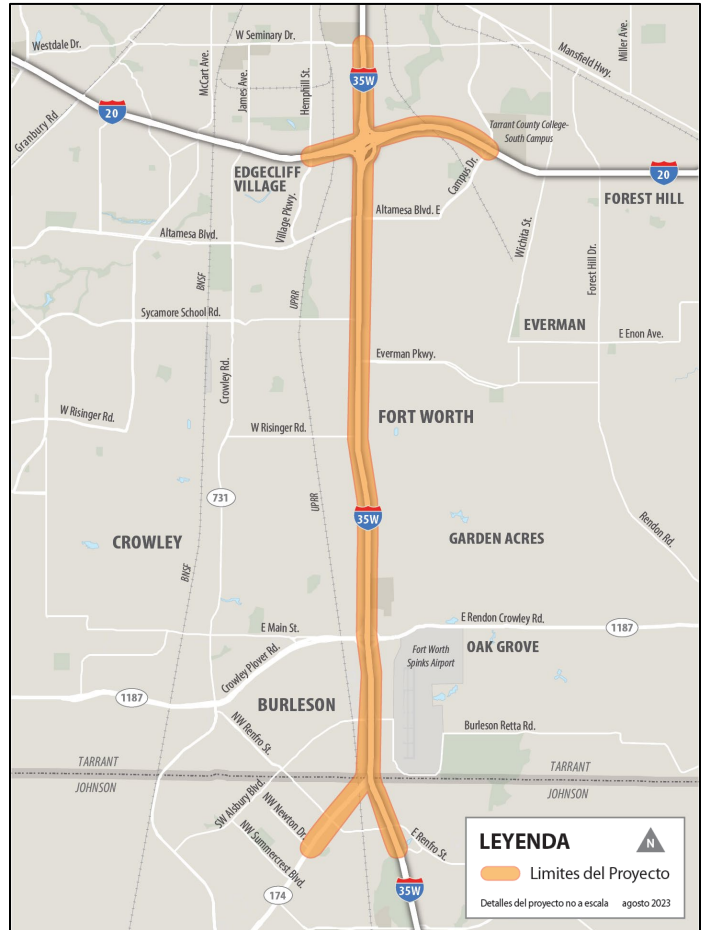 W Seminary Dr.
Westdale Dr.
McCart Ave.
James Ave.
Hemphill St.
35W
Mansfield Hwy.
Miller Ave.
Granbury Rd
20
Tarrant County College-
South Campus
EDGECLIFF
VILLAGE
Campus Dr.
20
FOREST HILL
Village Pkwy.
Altamesa Blvd. E
Altamesa Blvd.
Wichita St.
Forest Hill Dr.
BNSF
UPRR
Sycamore School Rd.
EVERMAN
E Enon Ave.
Everman Pkwy.
Crowley Rd.
W Risinger Rd.
FORT WORTH
W Risinger Rd.
731
UPRR
35W
CROWLEY
GARDEN ACRES
Rendon Rd.
BNSF
E Main St.
E Rendon Crowley Rd.
1187
Fort Worth
Spinks Airport
OAK GROVE
Crowley Plover Rd.
1187
BURLESON
NW Renfro St.
Burleson Retta Rd.
TARRANT
JOHNSON
TARRANT
JOHNSON
SW Alsbury Blvd.
NW Newton Dr.
NW Summercrest Blvd.
E Renfro St.
174
35W
LEYENDA
N
Limites del Proyecto
Detalles del proyecto no a escala agosto 2023